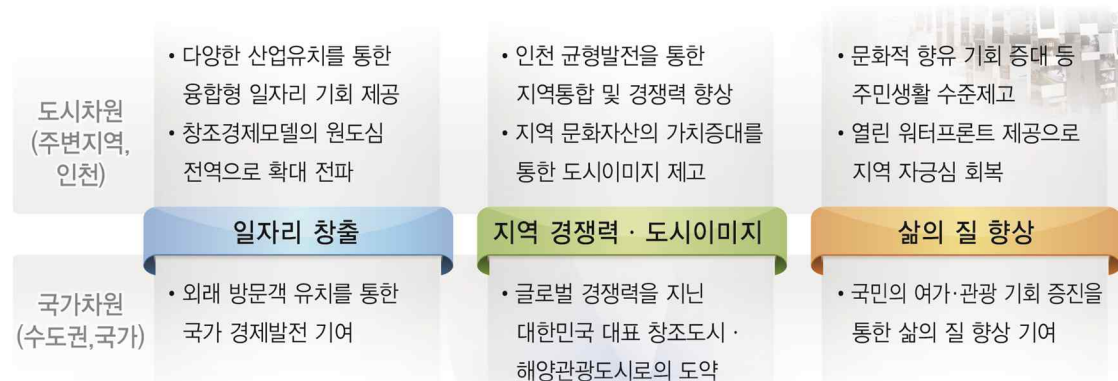 도시차원
(주변지역,
인천)
• 다양한 산업유치를 통한
융합형 일자리 기회 제공
• 창조경제모델의 원도심
전역으로 확대 전파
• 인천 균형발전을 통한
지역통합 및 경쟁력 향상
• 지역 문화자산의 가치증대를
통한 도시이미지 제고
• 문화적 향유 기회 증대 등
주민생활 수준제고
• 열린 워터프론트 제공으로
지역 자긍심 회복
일자리 창출
지역 경쟁력 · 도시이미지
삶의 질 향상
국가차원
(수도권,국가)
• 외래 방문객 유치를 통한
국가 경제발전 기여
• 글로벌 경쟁력을 지닌
대한민국 대표 창조도시 ·
해양관광도시로의 도약
• 국민의 여가·관광 기회 증진을
통한 삶의 질 향상 기여